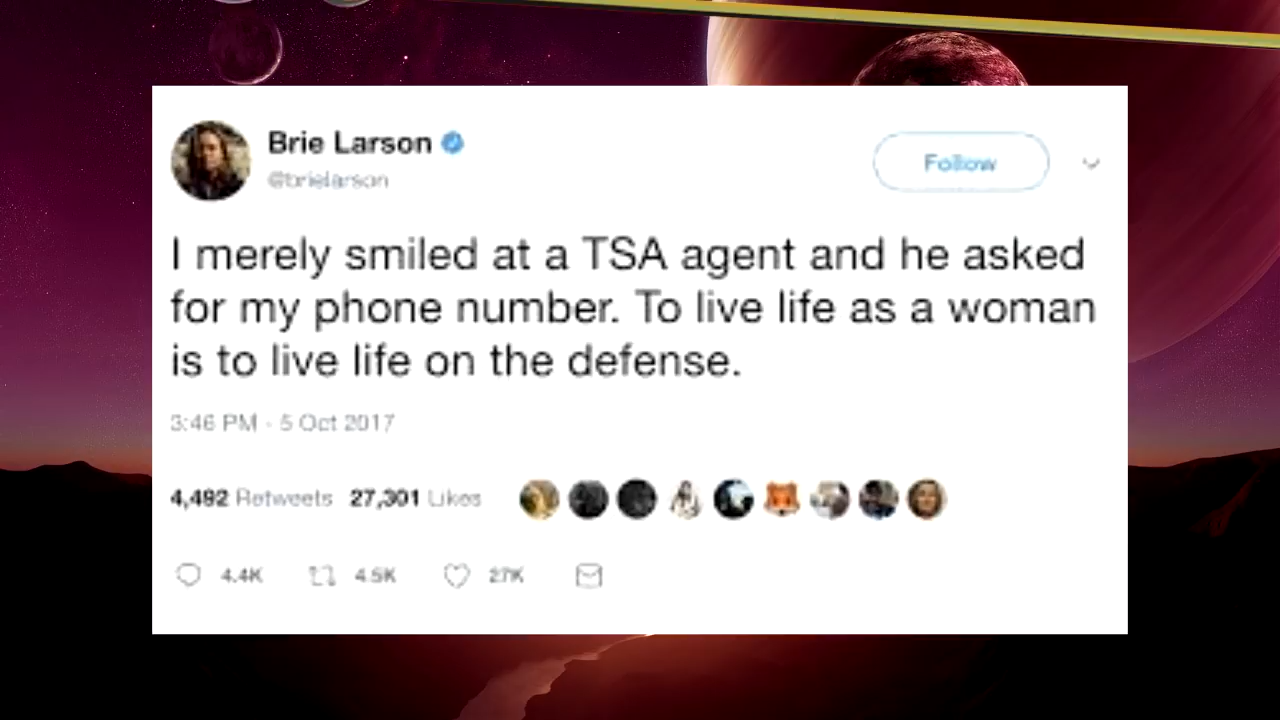 Brie Larson
@brielarson
Follow
I merely smiled at a TSA agent and he asked
for my phone number. To live life as a woman
is to live life on the defense.
3:46 PM - 5 Oct 2017
4,492 Retweets 27,301 Likes
4.4K 4.5K 27K